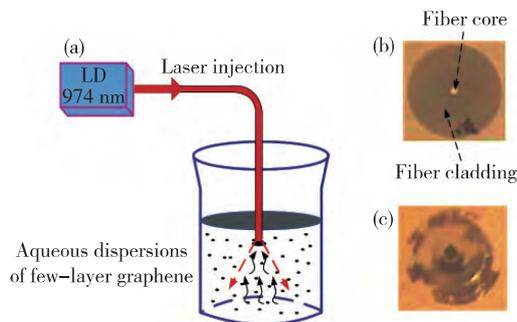 (a)
LD
974 nm
Laser injection
Aqueous dispersions
of few-layer graphene
(b)
Fiber core
Fiber cladding
(c)